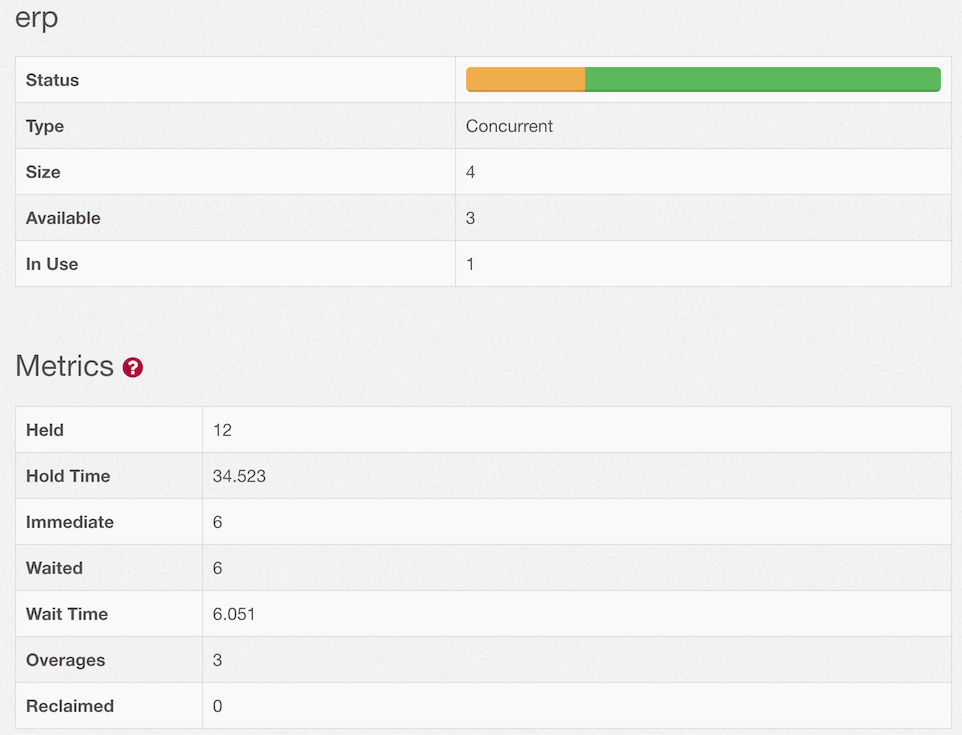 erp
Status
Type Concurrent
Size 4
Available 3
In Use 1
Metrics ?
Held 12
Hold Time 34.523
Immediate 6
Waited 6
Wait Time 6.051
Overages 3
Reclaimed 0